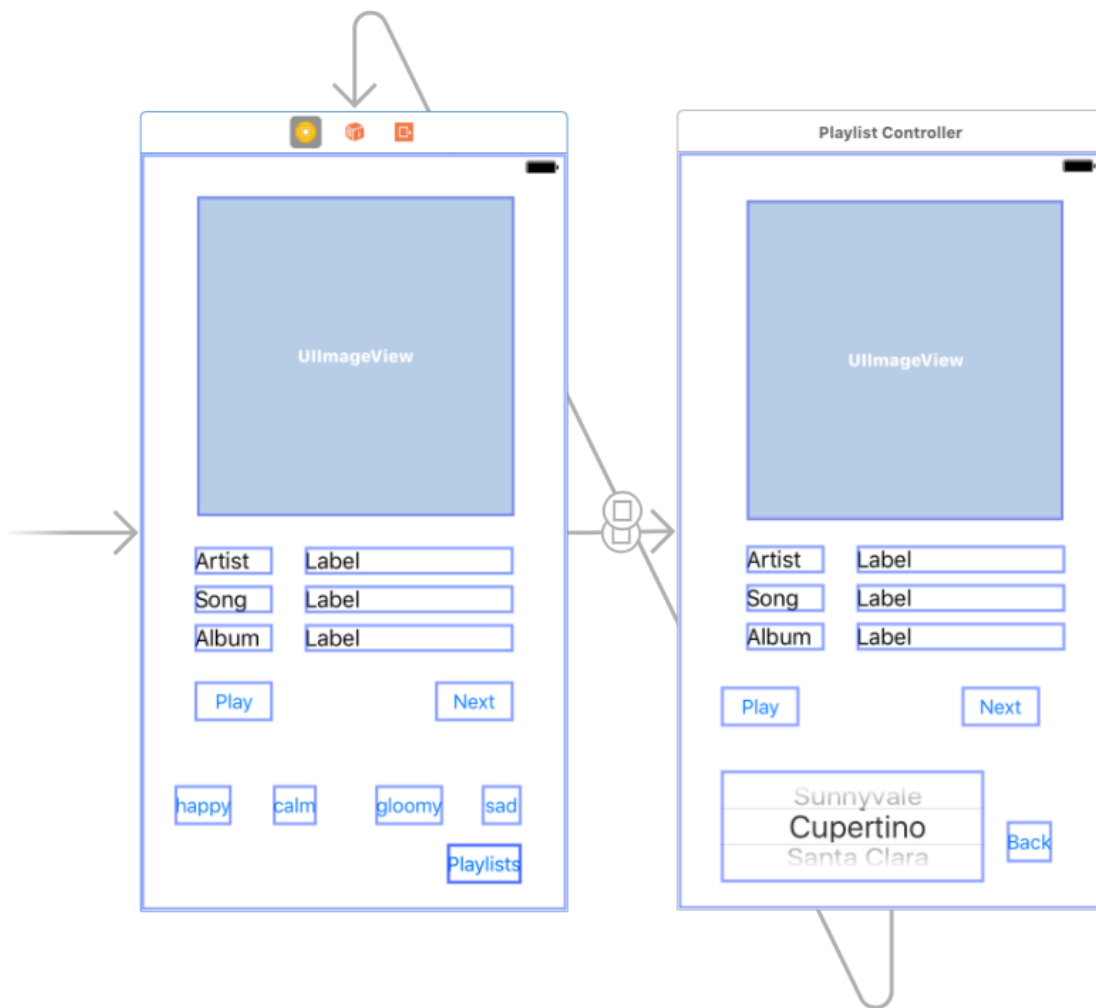 UIImageView
Artist Label
Song Label
Album Label
Play Next
happy calm gloomy sad
Playlists
Playlist Controller
UIImageView
Artist Label
Song Label
Album Label
Play Next
Sunnyvale
Cupertino
Santa Clara
Back